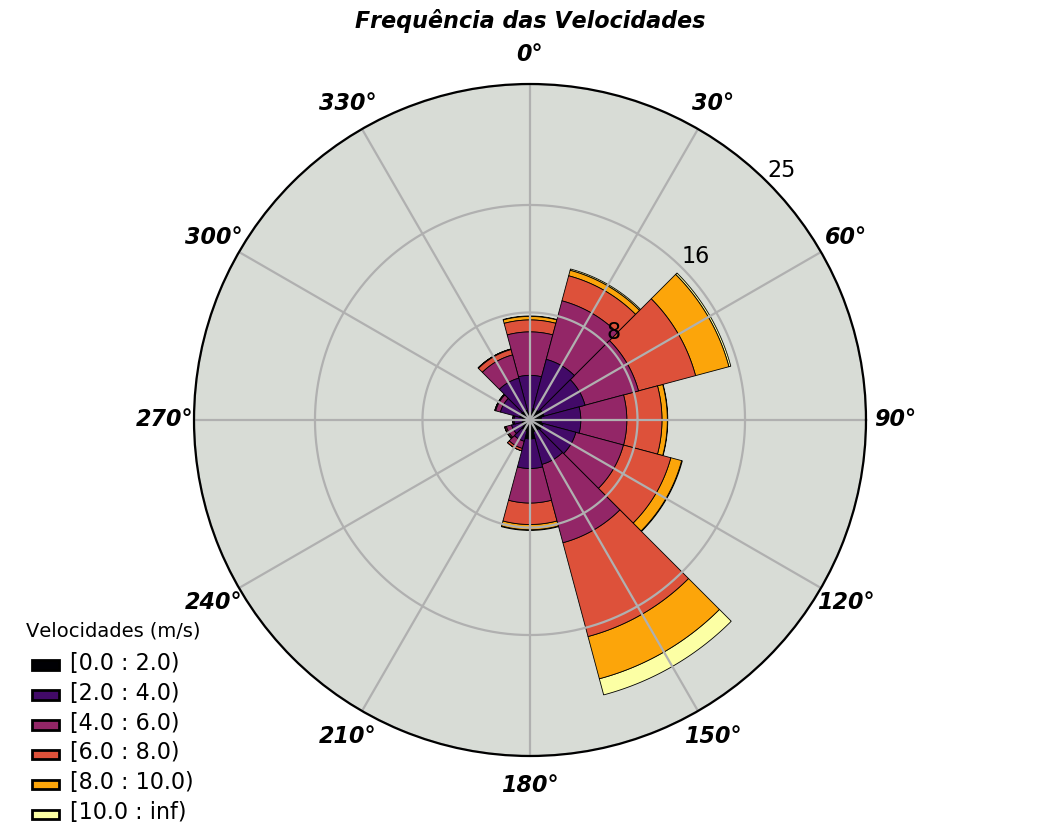 Frequência das Velocidades
0°
330°
30°
25
300°
60°
16
8
270°
90°
240°
120°
210°
150°
180°
Velocidades (m/s)
[0.0 : 2.0)
[2.0 : 4.0)
[4.0 : 6.0)
[6.0 : 8.0)
[8.0 : 10.0)
[10.0 : inf)